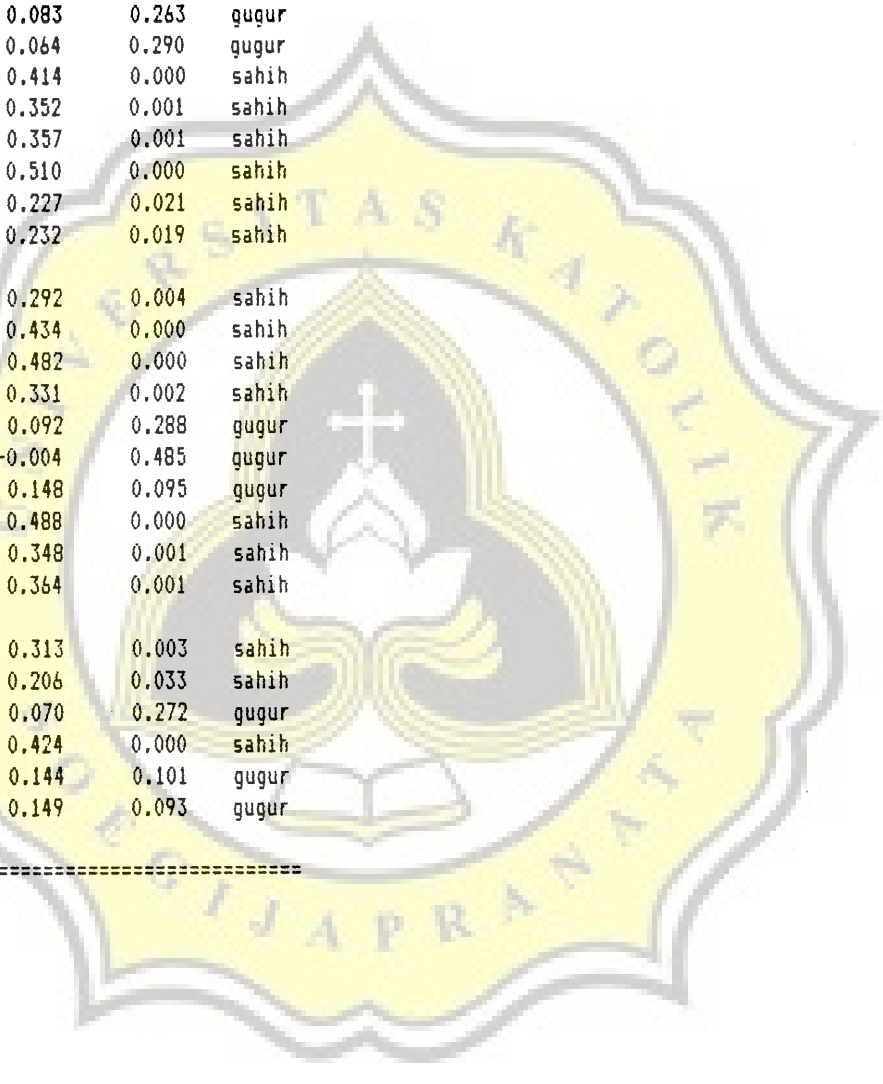 0.083 0.263 gugur
0.064 0.290 gugur
0.414 0.000 sahih
0.352 0.001 sahih
0.357 0.001 sahih
0.510 0.000 sahih
0.227 0.021 sahih
0.232 0.019 sahih
0.292 0.004 sahih
0.434 0.000 sahih
0.482 0.000 sahih
0.331 0.002 sahih
0.092 0.288 gugur
-0.004 0.485 gugur
0.148 0.095 gugur
0.488 0.000 sahih
0.348 0.001 sahih
0.364 0.001 sahih
0.313 0.003 sahih
0.206 0.033 sahih
0.070 0.272 gugur
0.424 0.000 sahih
0.144 0.101 gugur
0.149 0.093 gugur
==========================
KATOLIK